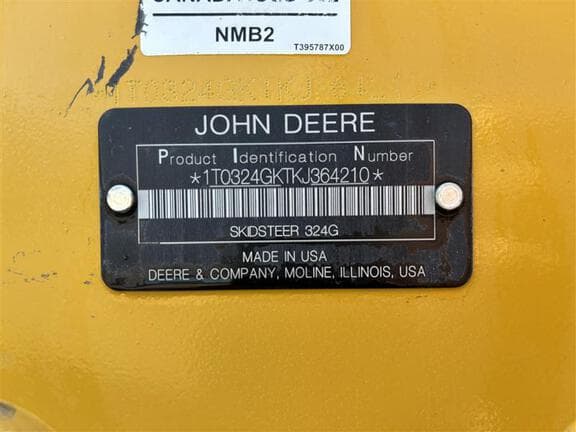 NMB2
T395787X00
JOHN DEERE
Product Identification Number
*1T0324GKTKJ364210*
SKIDSTEER 324G
MADE IN USA
DEERE & COMPANY, MOLINE, ILLINOIS, USA